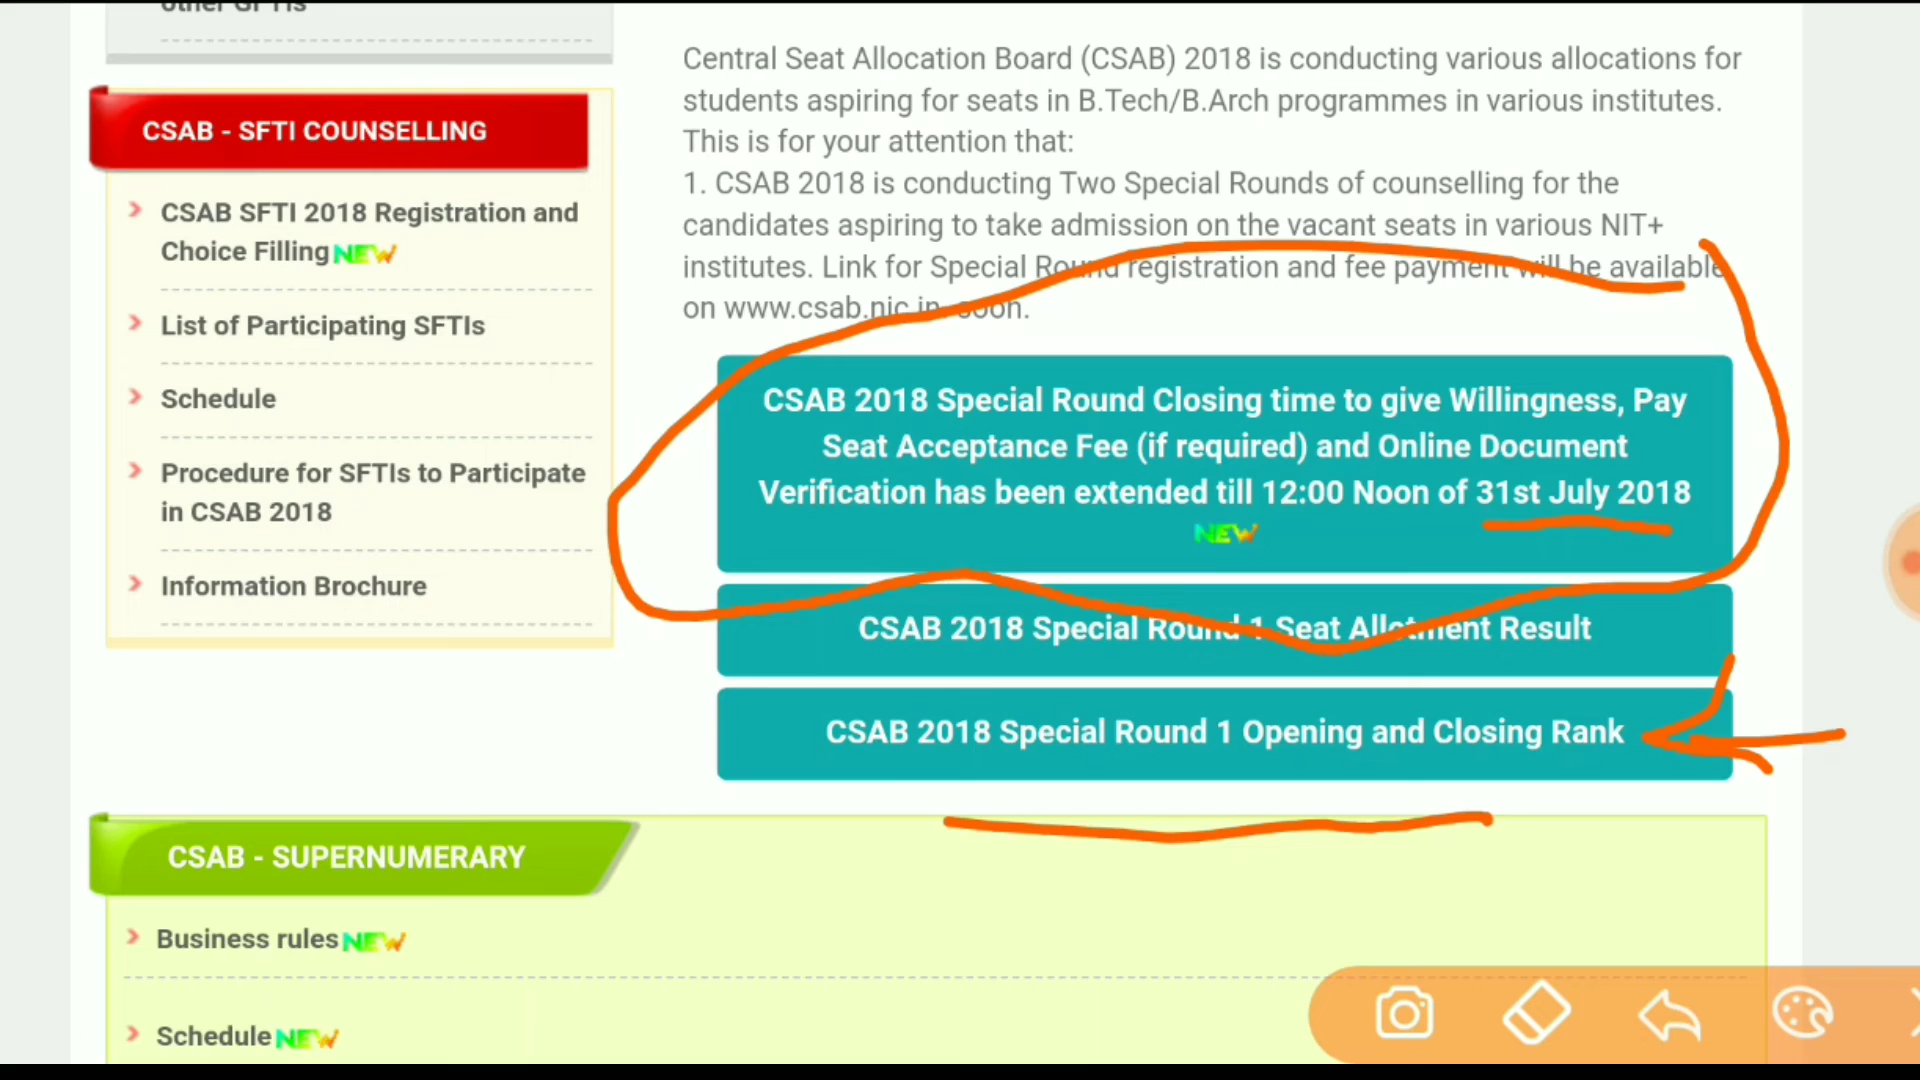 other GFTIs
CSAB - SFTI COUNSELLING
CSAB SFTI 2018 Registration and
Choice Filling NEW
List of Participating SFTIs
Schedule
Procedure for SFTIs to Participate
in CSAB 2018
Information Brochure
Central Seat Allocation Board (CSAB) 2018 is conducting various allocations for
students aspiring for seats in B.Tech/B.Arch programmes in various institutes.
This is for your attention that:
1. CSAB 2018 is conducting Two Special Rounds of counselling for the
candidates aspiring to take admission on the vacant seats in various NIT+
institutes. Link for Special Round registration and fee payment will be available
on www.csab.nic.in soon.
CSAB 2018 Special Round Closing time to give Willingness, Pay
Seat Acceptance Fee (if required) and Online Document
Verification has been extended till 12:00 Noon of 31st July 2018
NEW
CSAB 2018 Special Round 1 Seat Allotment Result
CSAB 2018 Special Round 1 Opening and Closing Rank
CSAB - SUPERNUMERARY
Business rules NEW
Schedule NEW